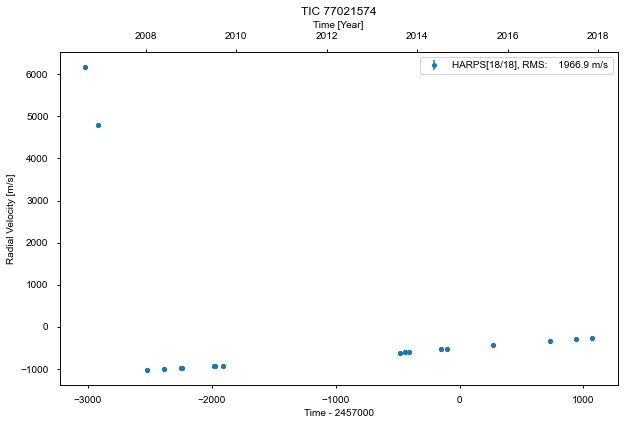 TIC 77021574
Time [Year]
2008 2010 2012 2014 2016 2018
HARPS[18/18], RMS: 1966.9 m/s
6000
5000
4000
3000
2000
1000
0
−1000
Radial Velocity [m/s]
−3000 −2000 −1000 0 1000
Time - 2457000